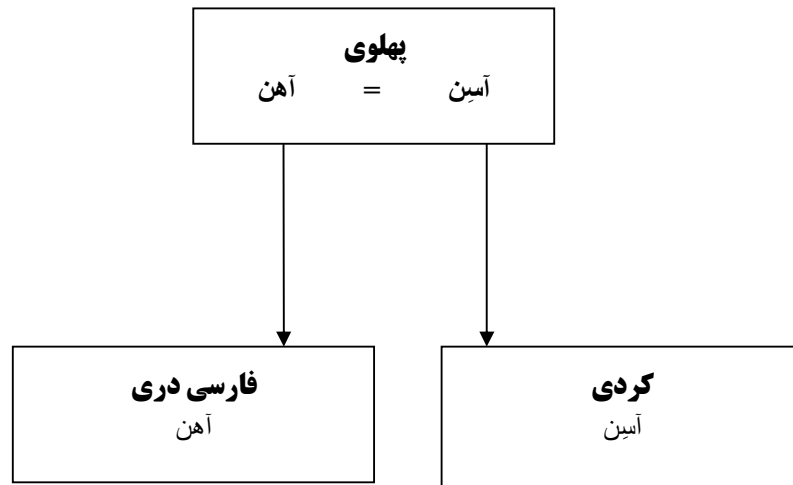 پهلوی
آسِن = آهن
کردی
آسِن
فارسی دری
آهن